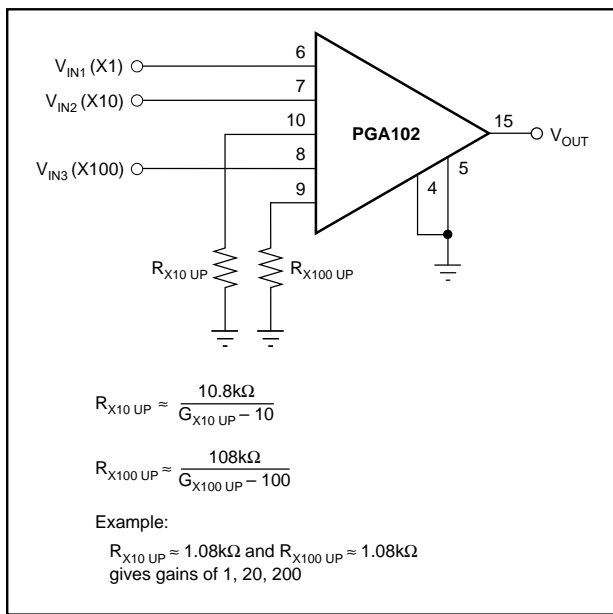 6
V_IN1 (X1)
7
V_IN2 (X10)
10
PGA102
15
V_OUT
V_IN3 (X100)
8
5
9
4
R_X10 UP
R_X100 UP
R_X10 UP ≈ 10.8kΩ / G_X10 UP – 10
R_X100 UP ≈ 108kΩ / G_X100 UP – 100
Example:
R_X10 UP ≈ 1.08kΩ and R_X100 UP ≈ 1.08kΩ
gives gains of 1, 20, 200